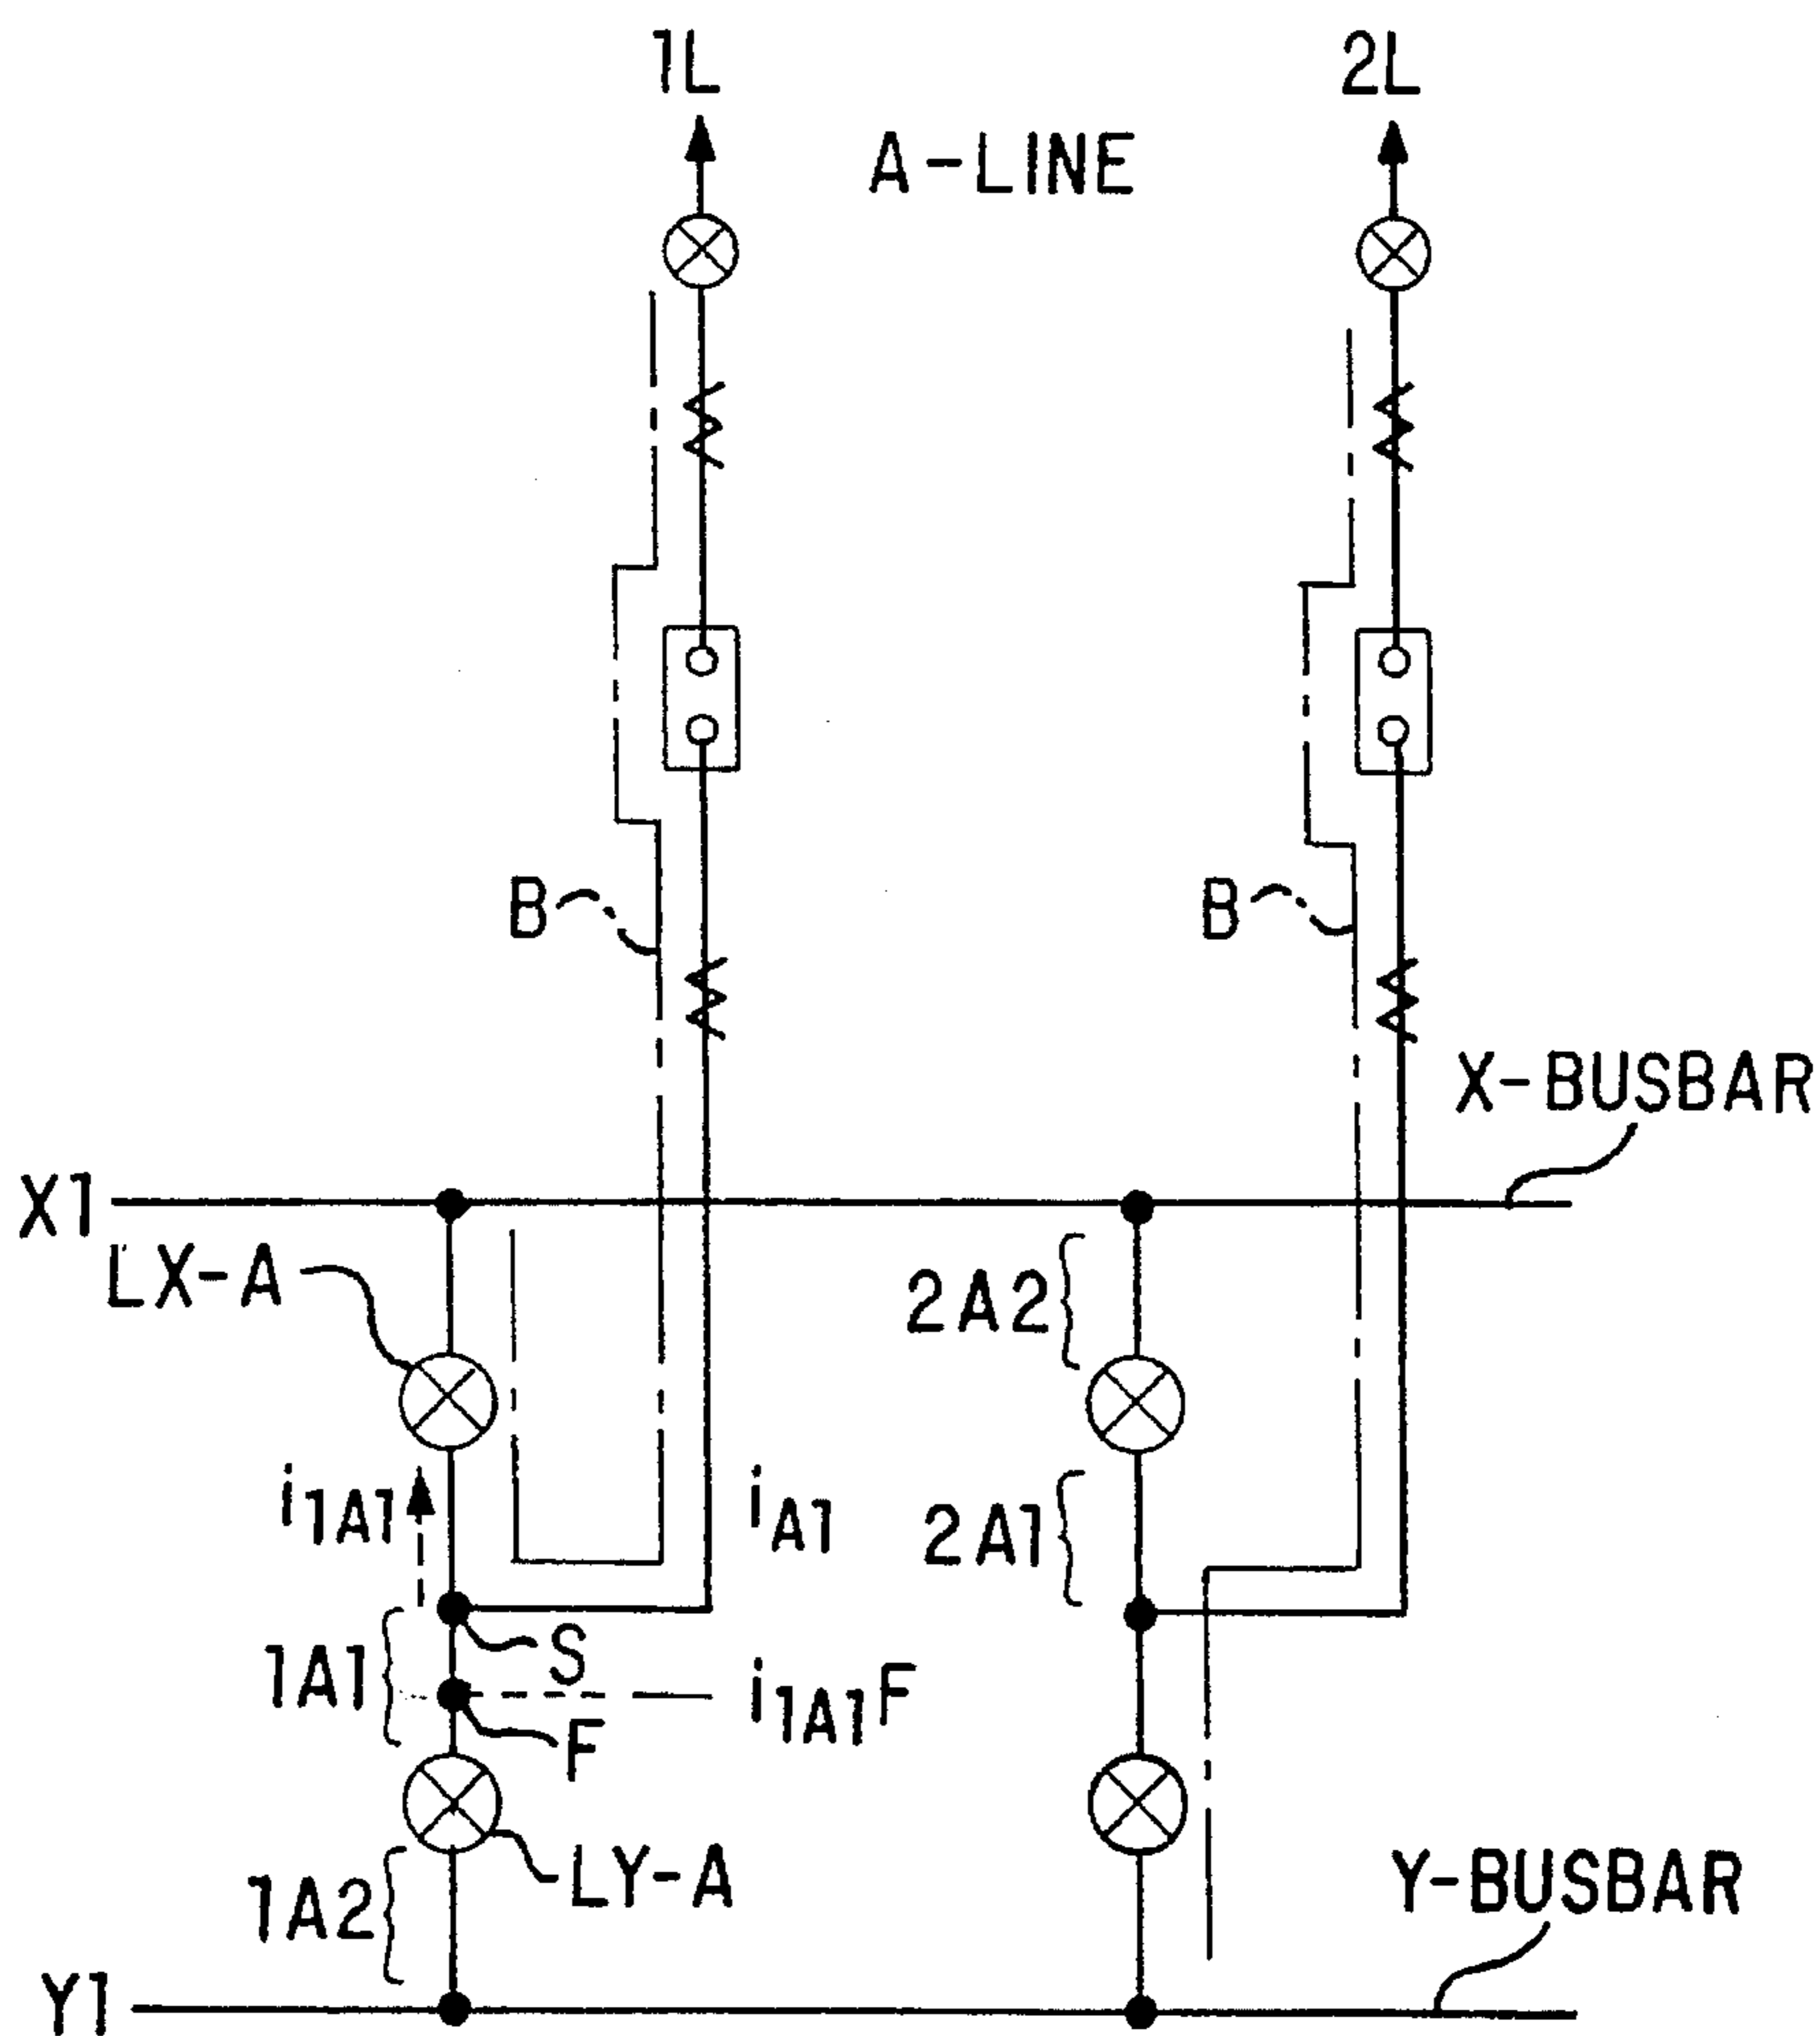 1L
2L
A-LINE
B
B
X-BUSBAR
X1
LX-A
2A2
i1A1
iA1
2A1
S
1A1
i1A1F
F
LY-A
1A2
Y-BUSBAR
Y1